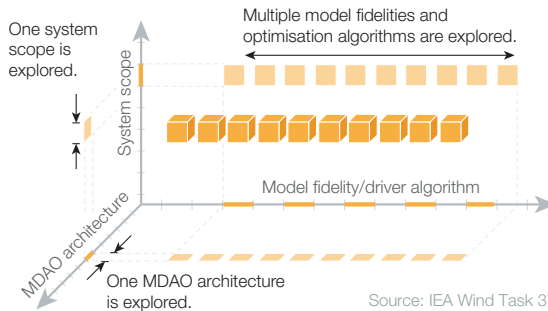 One system
scope is
explored.
Multiple model fidelities and
optimisation algorithms are explored.
System scope
Model fidelity/driver algorithm
MDAO architecture
One MDAO architecture
is explored.
Source: IEA Wind Task 3